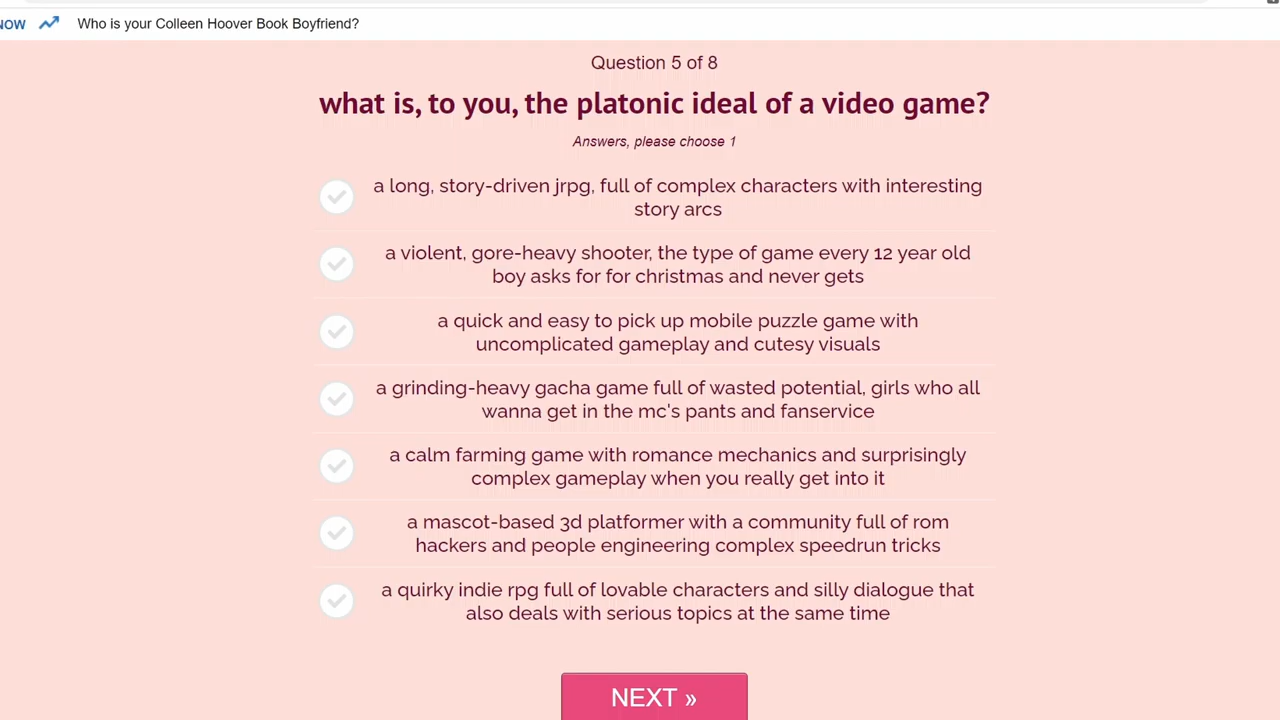 NOW Who is your Colleen Hoover Book Boyfriend?
Question 5 of 8
what is, to you, the platonic ideal of a video game?
Answers, please choose 1
a long, story-driven jrpg, full of complex characters with interesting
story arcs
a violent, gore-heavy shooter, the type of game every 12 year old
boy asks for for christmas and never gets
a quick and easy to pick up mobile puzzle game with
uncomplicated gameplay and cutesy visuals
a grinding-heavy gacha game full of wasted potential, girls who all
wanna get in the mc's pants and fanservice
a calm farming game with romance mechanics and surprisingly
complex gameplay when you really get into it
a mascot-based 3d platformer with a community full of rom
hackers and people engineering complex speedrun tricks
a quirky indie rpg full of lovable characters and silly dialogue that
also deals with serious topics at the same time
NEXT »